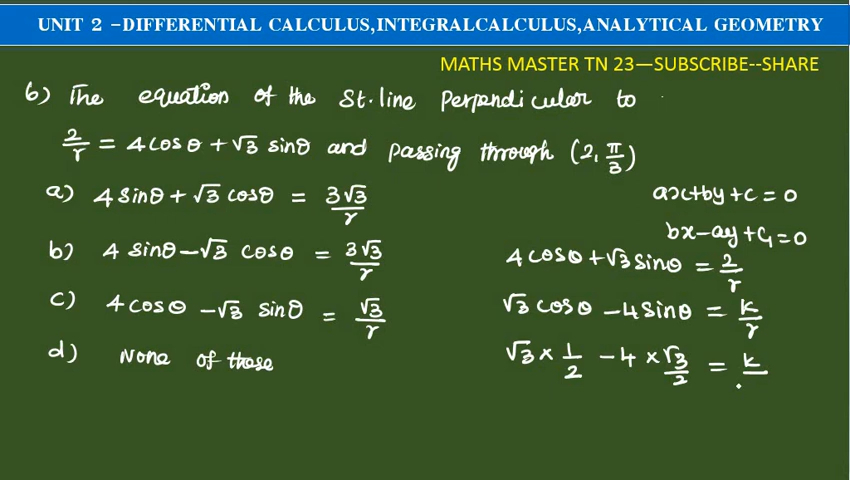 UNIT 2 –DIFFERENTIAL CALCULUS,INTEGRALCALCULUS,ANALYTICAL GEOMETRY
MATHS MASTER TN 23—SUBSCRIBE--SHARE
6) The equation of the St.line perpendicular to
2/r = 4cosθ + √3 sinθ and passing through (2, π/3)
a) 4 sinθ + √3 cosθ = 3√3/r
b) 4 sinθ − √3 cosθ = 3√3/r
c) 4cosθ − √3 sinθ = √3/r
d) None of these
ax+by+c=0
bx−ay+c₁=0
4cosθ+√3sinθ = 2/r
√3 cosθ − 4sinθ = k/r
√3 × 1/2 − 4 × √3/2 = k/